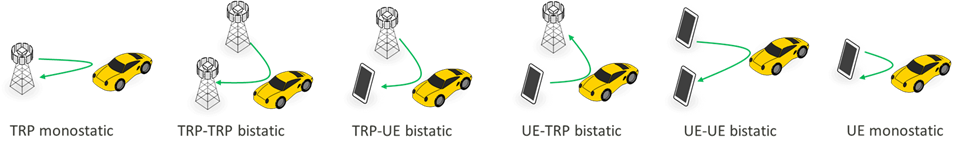 TRP monostatic
TRP-TRP bistatic
TRP-UE bistatic
UE-TRP bistatic
UE-UE bistatic
UE monostatic